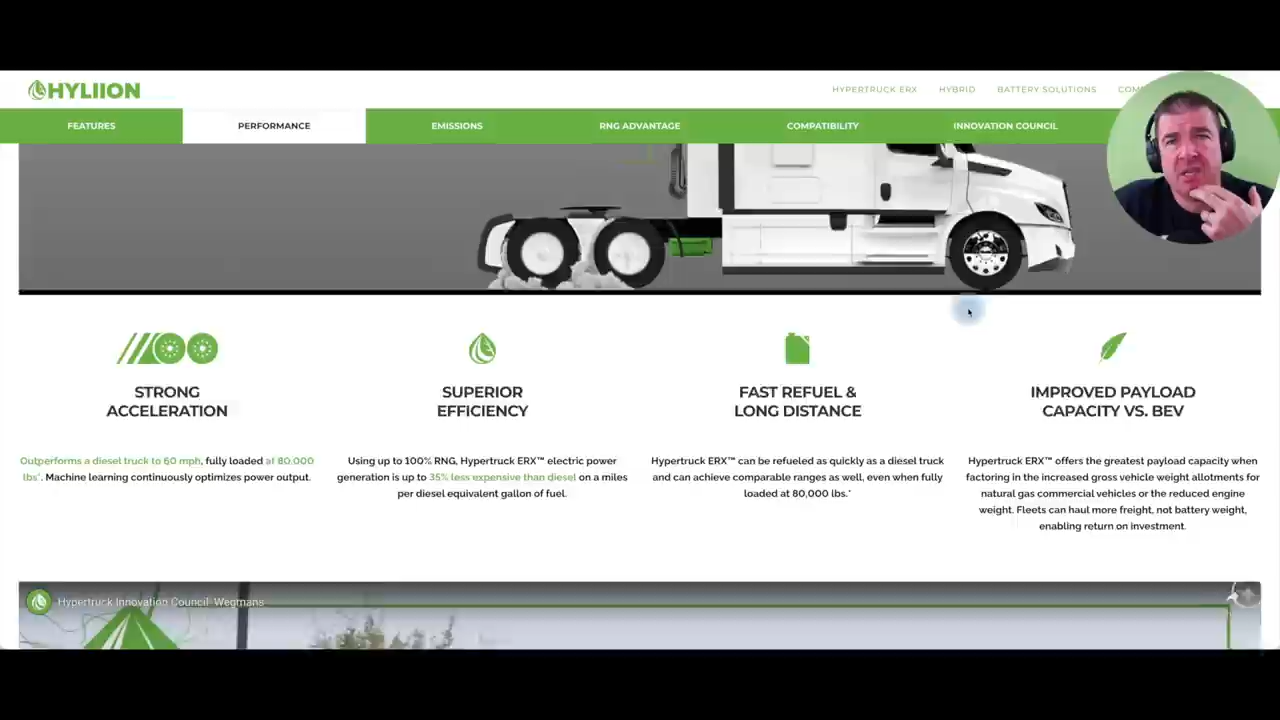 HYLIION
HYPERTRUCK ERX HYBRID BATTERY SOLUTIONS
FEATURES PERFORMANCE EMISSIONS RNG ADVANTAGE COMPATIBILITY INNOVATION COUNCIL
STRONG
ACCELERATION
Outperforms a diesel truck to 60 mph, fully loaded at 80,000
lbs*. Machine learning continuously optimizes power output.
SUPERIOR
EFFICIENCY
Using up to 100% RNG, Hypertruck ERX™ electric power
generation is up to 35% less expensive than diesel on a miles
per diesel equivalent gallon of fuel.
FAST REFUEL &
LONG DISTANCE
Hypertruck ERX™ can be refueled as quickly as a diesel truck
and can achieve comparable ranges as well, even when fully
loaded at 80,000 lbs.*
IMPROVED PAYLOAD
CAPACITY VS. BEV
Hypertruck ERX™ offers the greatest payload capacity when
factoring in the increased gross vehicle weight allotments for
natural gas commercial vehicles or the reduced engine
weight. Fleets can haul more freight, not battery weight,
enabling return on investment.
Hypertruck Innovation Council: Wegmans